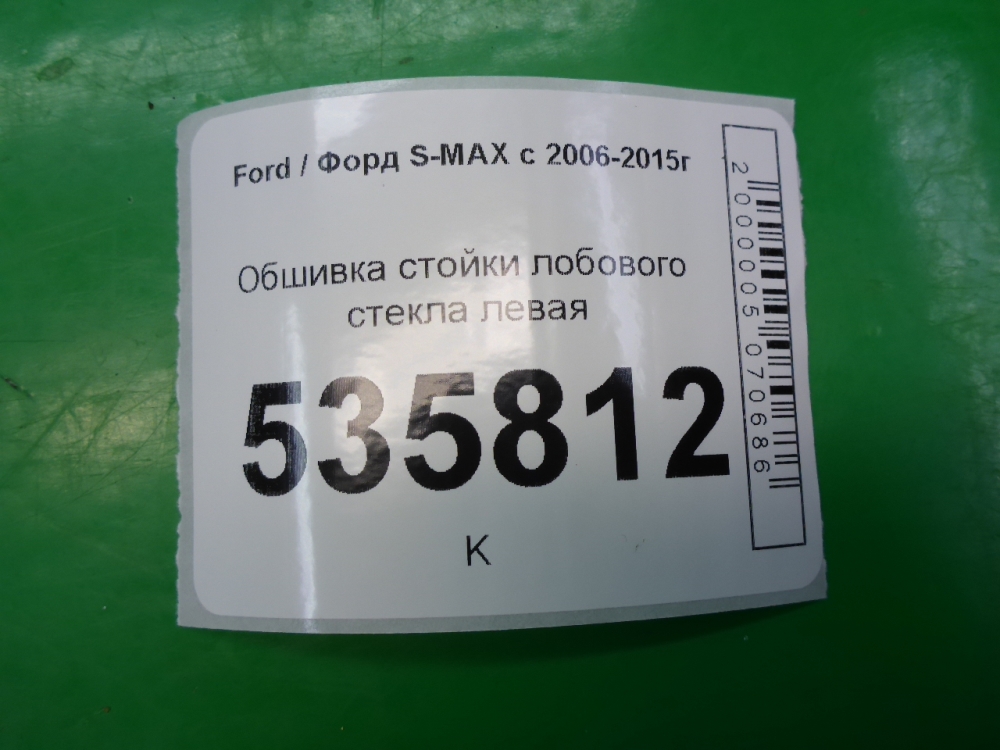 Ford / Форд S-MAX с 2006-2015г
Обшивка стойки лобового
стекла левая
535812
К
2000005070686